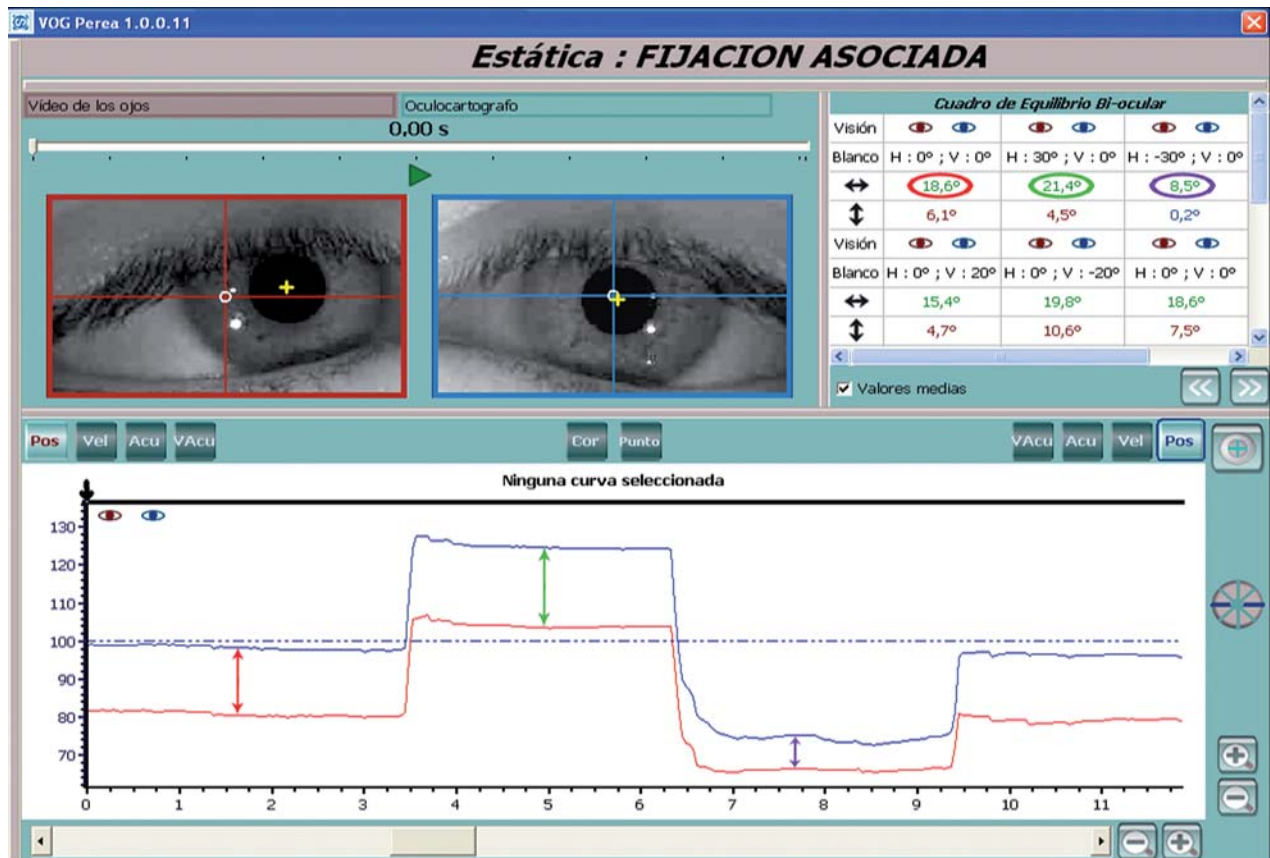 VOG Perea 1.0.0.11
Estática : FIJACION ASOCIADA
Vídeo de los ojos
Oculocartografo
0,00 s
Cuadro de Equilibrio Bi-ocular
Visión
Blanco H : 0º ; V : 0º H : 30º ; V : 0º H : -30º ; V : 0º
18,6º 21,4º 8,5º
6,1º 4,5º 0,2º
Visión
Blanco H : 0º ; V : 20º H : 0º ; V : -20º H : 0º ; V : 0º
15,4º 19,8º 18,6º
4,7º 10,6º 7,5º
Valores medias
Pos Vel Acu VAcu Cor Punto VAcu Acu Vel Pos
Ninguna curva seleccionada
130
120
110
100
90
80
70
0 1 2 3 4 5 6 7 8 9 10 11